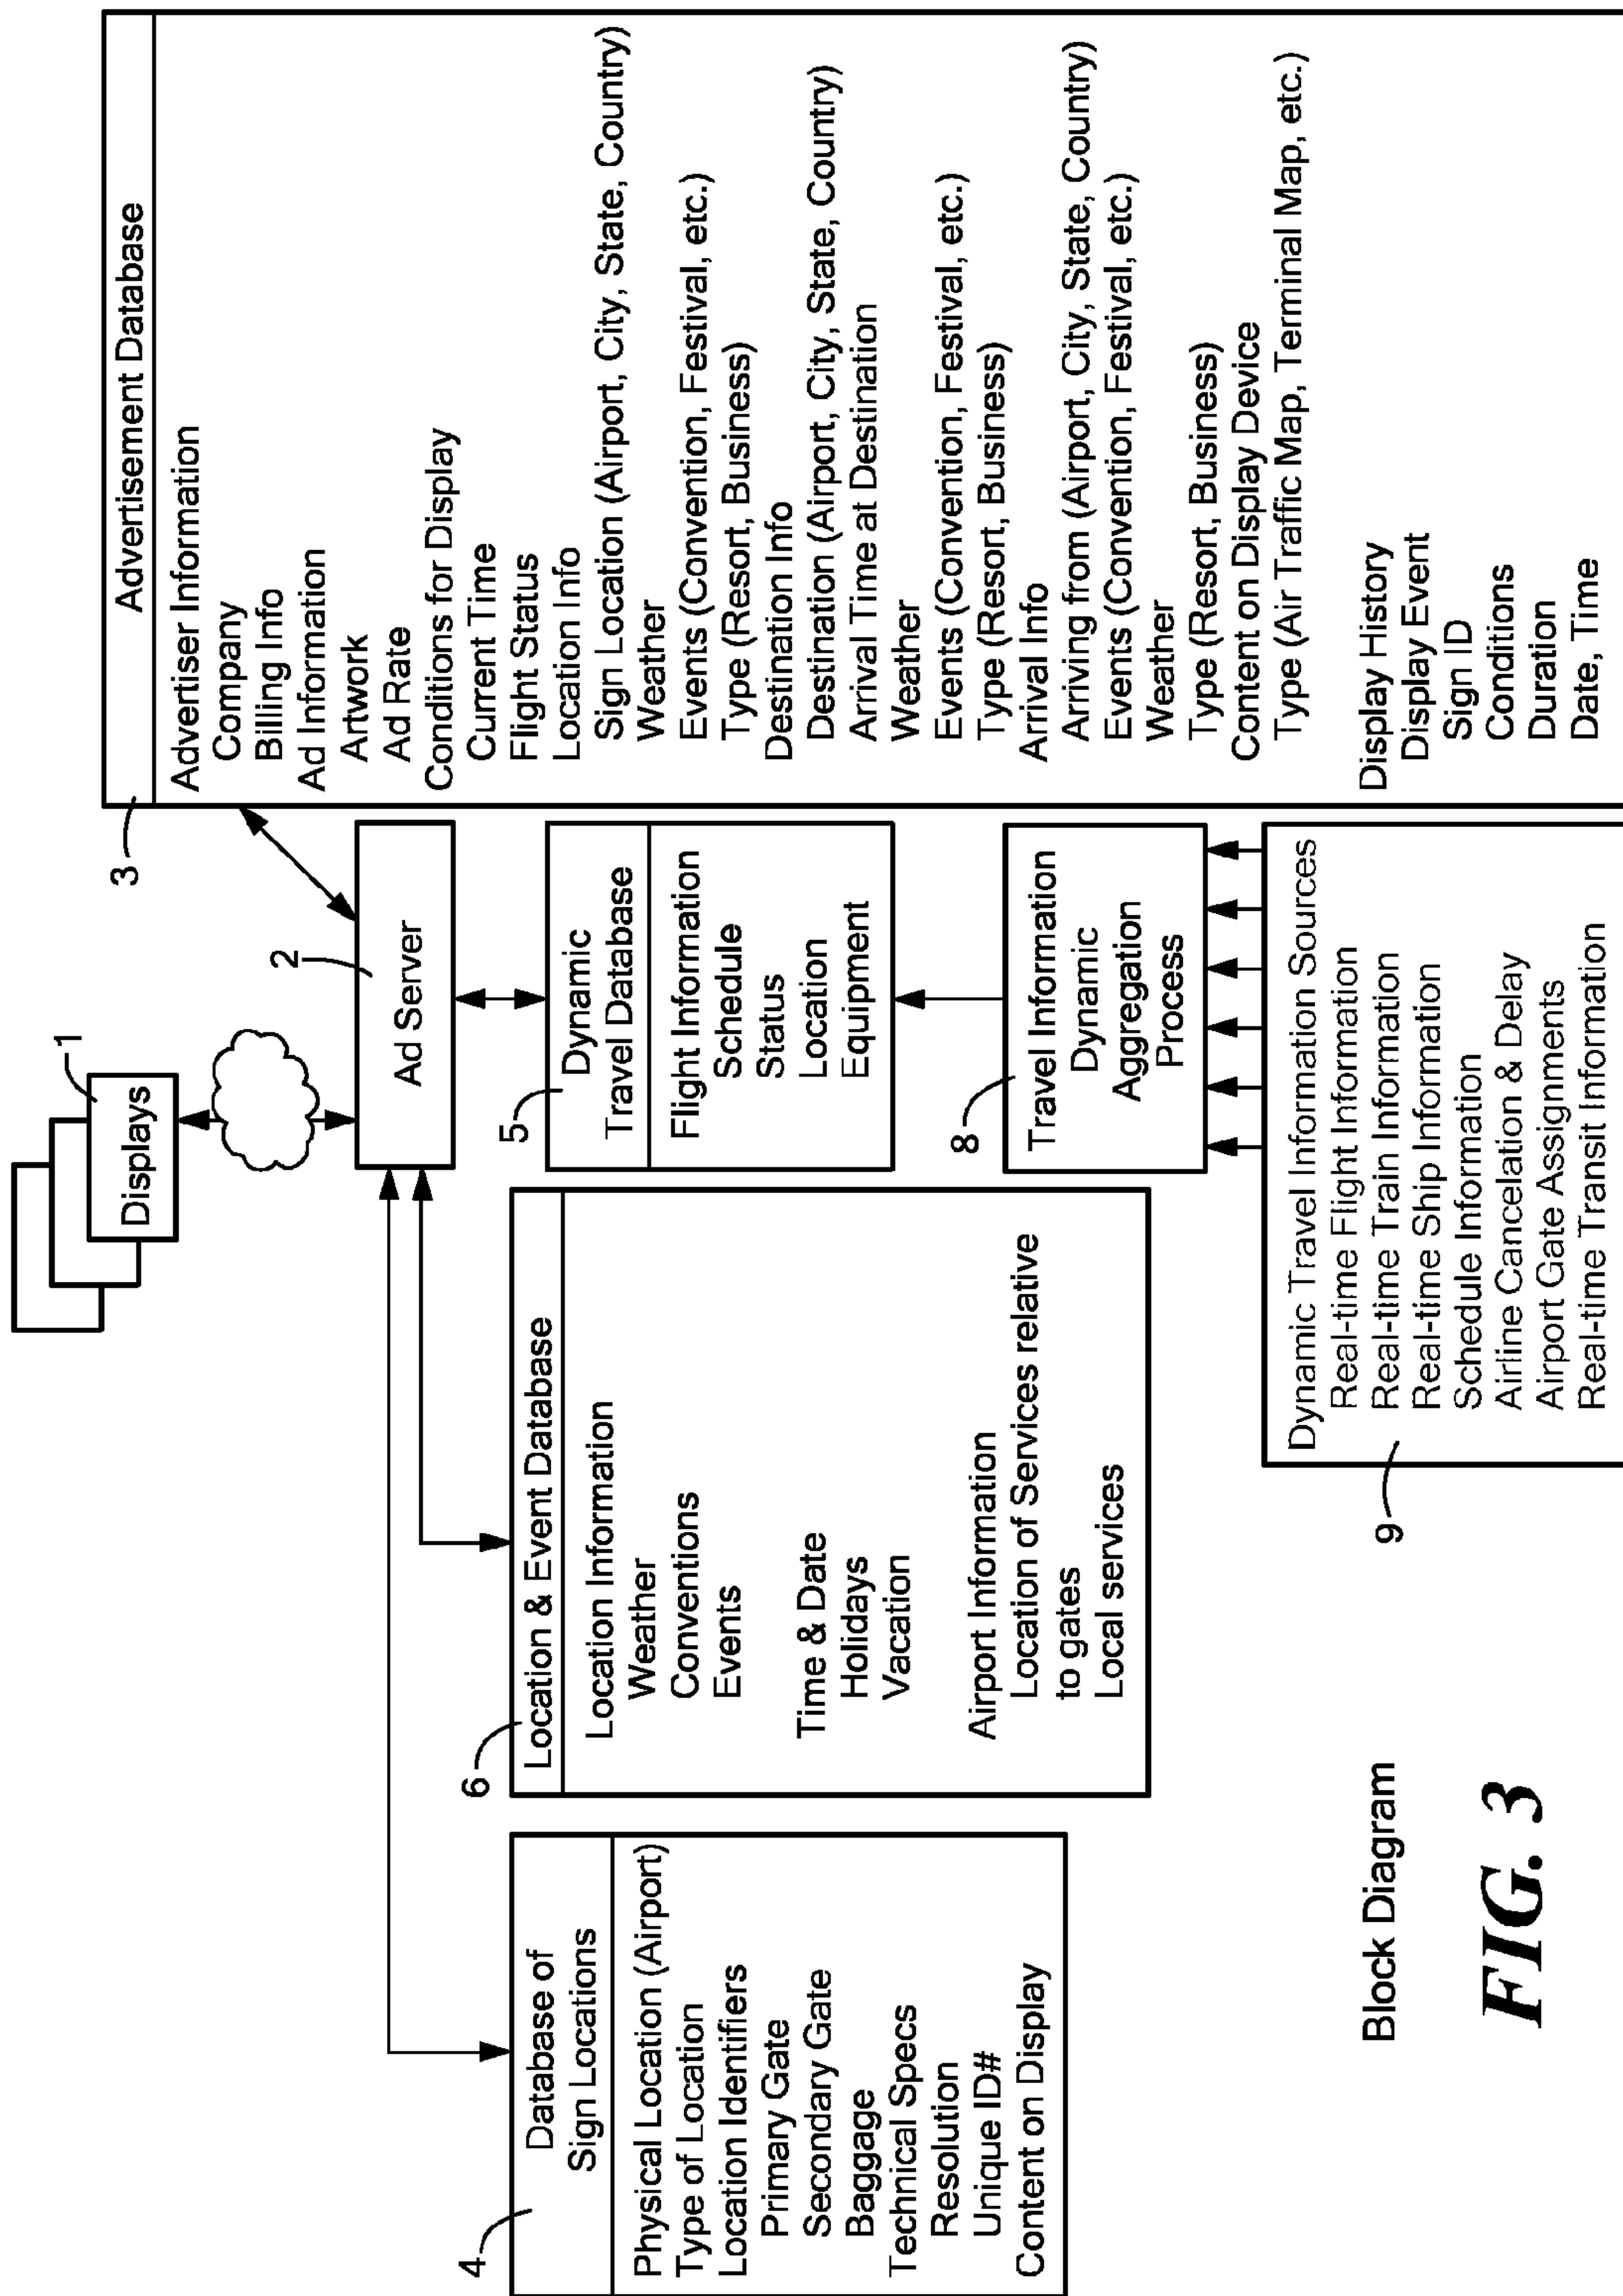 1
Displays
2
Ad Server
3
Advertisement Database
Advertiser Information
Company
Billing Info
Ad Information
Artwork
Ad Rate
Conditions for Display
Current Time
Flight Status
Location Info
Sign Location (Airport, City, State, Country)
Weather
Events (Convention, Festival, etc.)
Type (Resort, Business)
Destination Info
Destination (Airport, City, State, Country)
Arrival Time at Destination
Weather
Events (Convention, Festival, etc.)
Type (Resort, Business)
Arrival Info
Arriving from (Airport, City, State, Country)
Events (Convention, Festival, etc.)
Weather
Type (Resort, Business)
Content on Display Device
Type (Air Traffic Map, Terminal Map, etc.)
Display History
Display Event
Sign ID
Conditions
Duration
Date, Time
4
Database of
Sign Locations
Physical Location (Airport)
Type of Location
Location Identifiers
Primary Gate
Secondary Gate
Baggage
Technical Specs
Resolution
Unique ID#
Content on Display
6
Location & Event Database
Location Information
Weather
Conventions
Events
Time & Date
Holidays
Vacation
Airport Information
Location of Services relative
to gates
Local services
5
Dynamic
Travel Database
Flight Information
Schedule
Status
Location
Equipment
8
Travel Information
Dynamic
Aggregation
Process
9
Dynamic Travel Information Sources
Real-time Flight Information
Real-time Train Information
Real-time Ship Information
Schedule Information
Airline Cancelation & Delay
Airport Gate Assignments
Real-time Transit Information
Block Diagram
FIG. 3